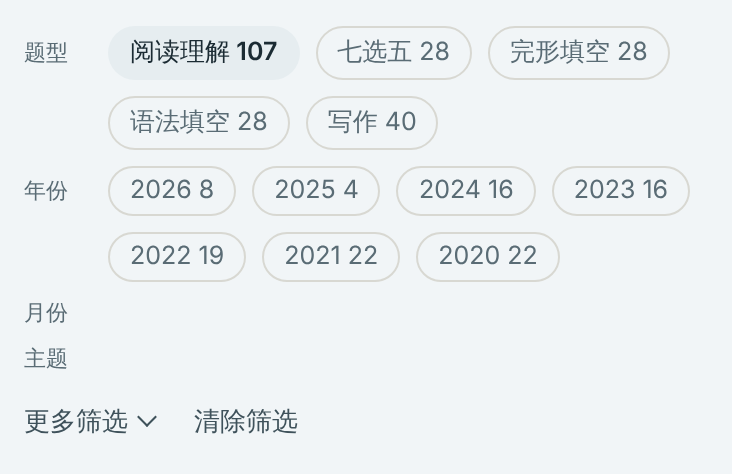 题型 阅读理解 107 七选五 28 完形填空 28
语法填空 28 写作 40
年份 2026 8 2025 4 2024 16 2023 16
2022 19 2021 22 2020 22
月份
主题
更多筛选 清除筛选